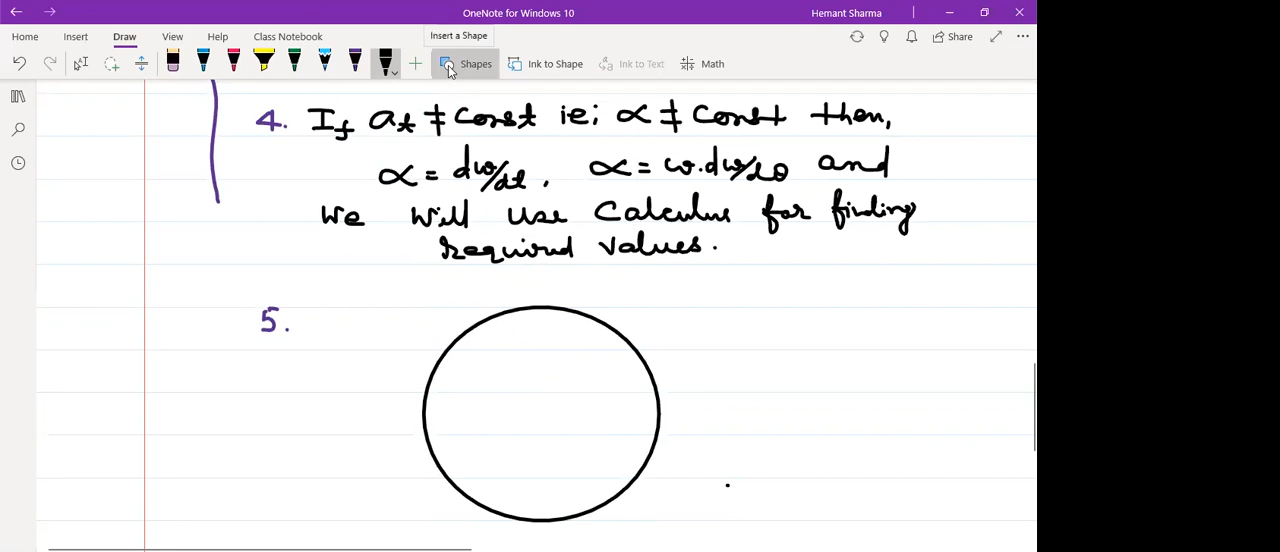 OneNote for Windows 10
Hemant Sharma
Home Insert Draw View Help Class Notebook
Insert a Shape
Share
Shapes
Ink to Shape
Ink to Text
Math
4. If at ≠ const ie; α ≠ const then,
α = dω/dt, α = ω.dω/dθ and
we will use Calculus for finding
required values.
5.